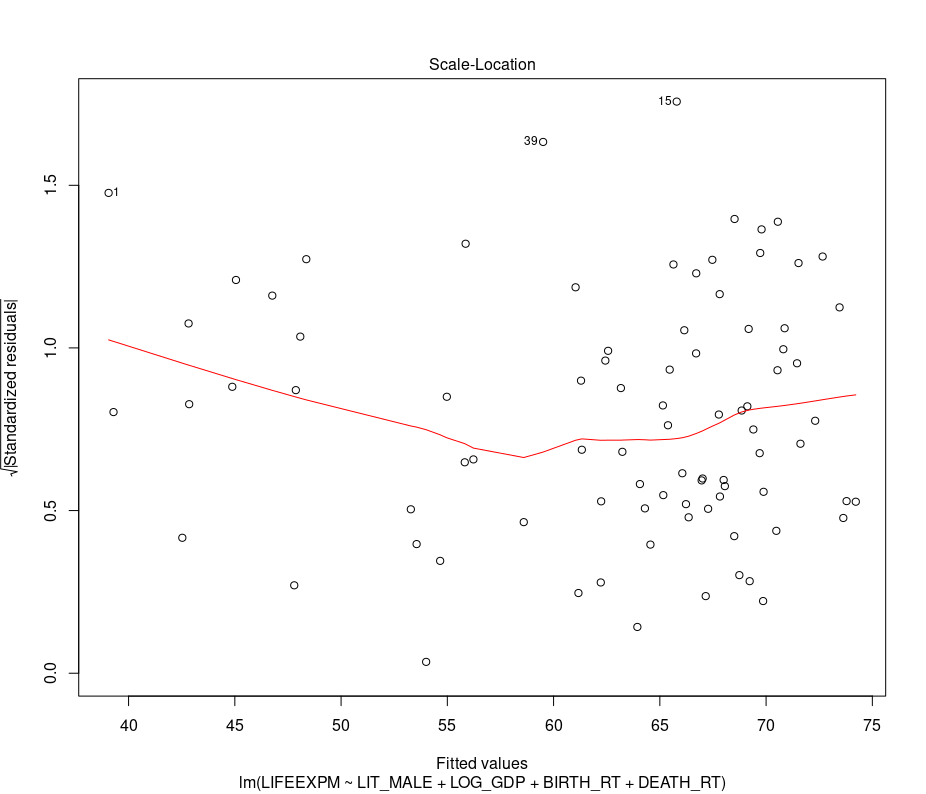 Scale-Location
15
39
1
√|Standardized residuals|
0.0 0.5 1.0 1.5
40 45 50 55 60 65 70 75
Fitted values
lm(LIFEEXPM ~ LIT_MALE + LOG_GDP + BIRTH_RT + DEATH_RT)